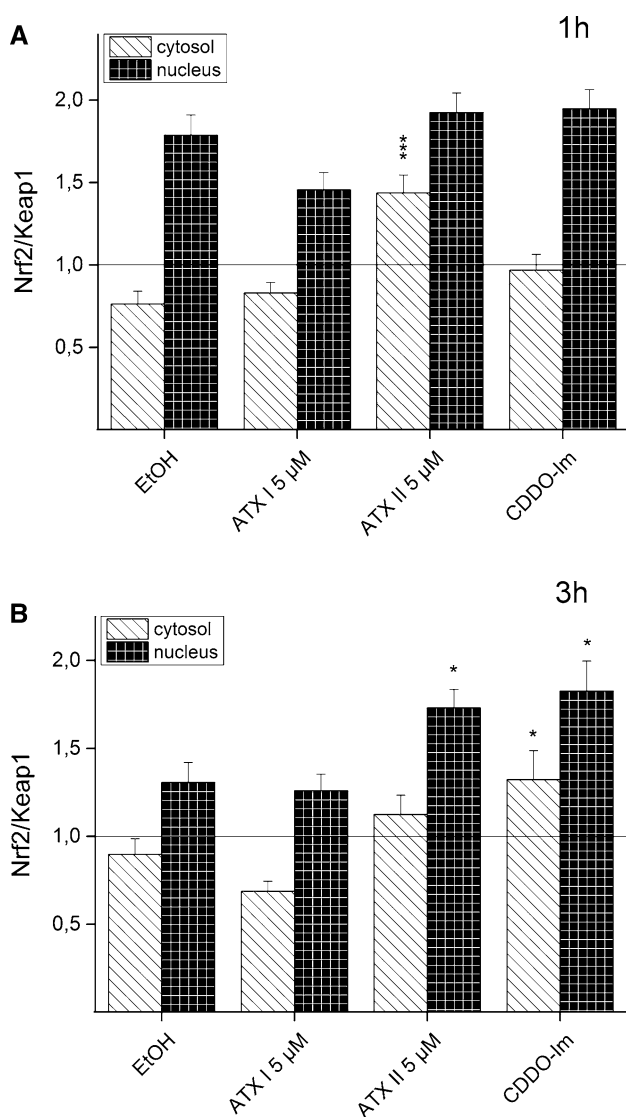 A
1h
cytosol
nucleus
Nrf2/Keap1
2,0
1,5
1,0
0,5
***
EtOH
ATX I 5 µM
ATX II 5 µM
CDDO-Im
B
3h
cytosol
nucleus
Nrf2/Keap1
2,0
1,5
1,0
0,5
*
*
*
EtOH
ATX I 5 µM
ATX II 5 µM
CDDO-Im